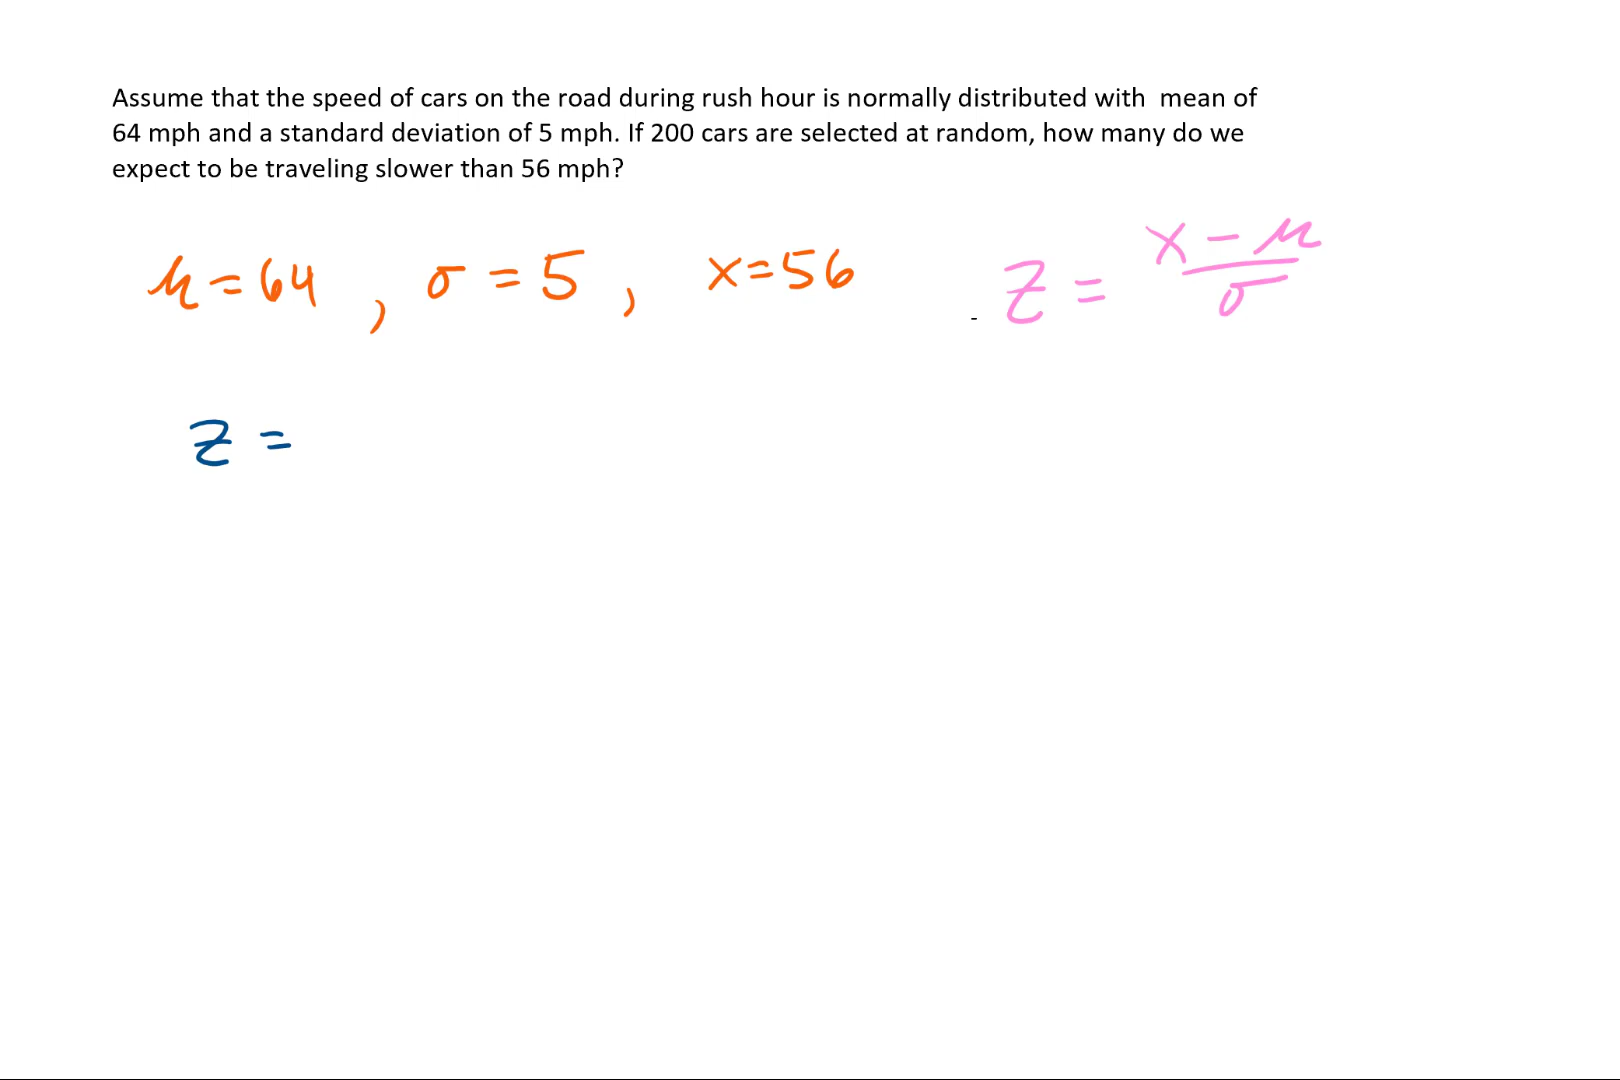 Assume that the speed of cars on the road during rush hour is normally distributed with mean of
64 mph and a standard deviation of 5 mph. If 200 cars are selected at random, how many do we
expect to be traveling slower than 56 mph?
μ=64 , σ = 5 , x=56
z = x-μ / σ
z =